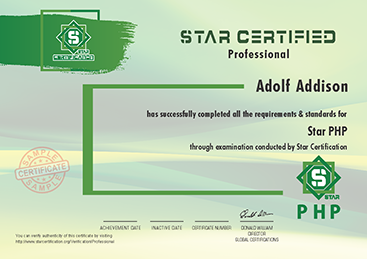 STAR CERTIFIED
Professional
S
STAR
CERTIFICATIONS
Adolf Addison
has successfully completed all the requirements & standards for
Star PHP
through examination conducted by Star Certification
SAMPLE
CERTIFICATE
SAMPLE
S
STAR
PHP
ACHIEVEMENT DATE
INACTIVE DATE
CERTIFICATE NUMBER
DONALD WILLIAM
DIRECTOR
GLOBAL CERTIFICATIONS
You can verify authenticity of this certificate by visiting
http://www.starcertification.org/Verification/Professional